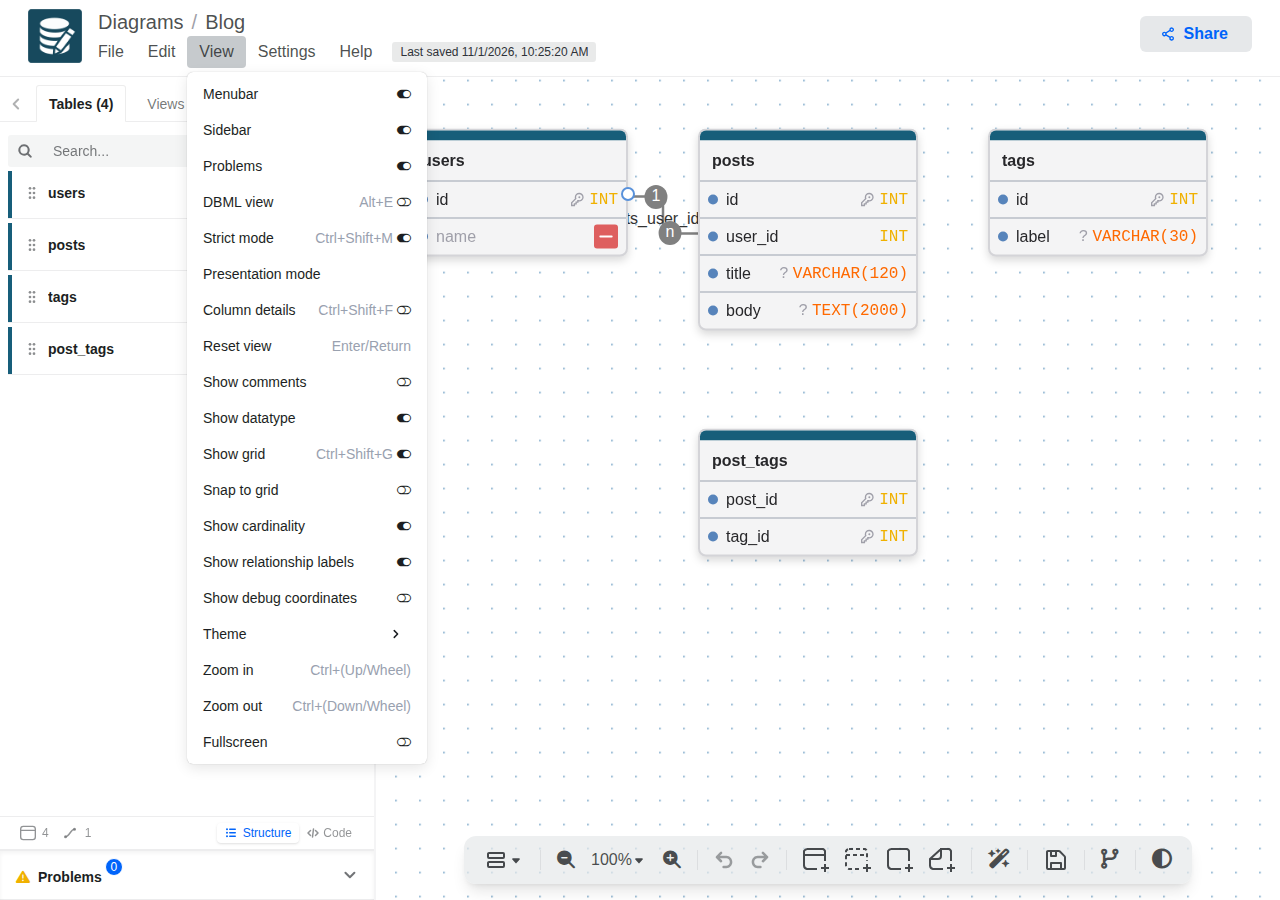 Diagrams / Blog
File Edit View Settings Help Last saved 11/1/2026, 10:25:20 AM
Share
Tables (4) Views
Search...
users
posts
tags
post_tags
Menubar
Sidebar
Problems
DBML view Alt+E
Strict mode Ctrl+Shift+M
Presentation mode
Column details Ctrl+Shift+F
Reset view Enter/Return
Show comments
Show datatype
Show grid Ctrl+Shift+G
Snap to grid
Show cardinality
Show relationship labels
Show debug coordinates
Theme
Zoom in Ctrl+(Up/Wheel)
Zoom out Ctrl+(Down/Wheel)
Fullscreen
users
id INT
name
1
ts_user_id
n
posts
id INT
user_id INT
title ? VARCHAR(120)
body ? TEXT(2000)
tags
id INT
label ? VARCHAR(30)
post_tags
post_id INT
tag_id INT
4 1 Structure Code
Problems 0
100%